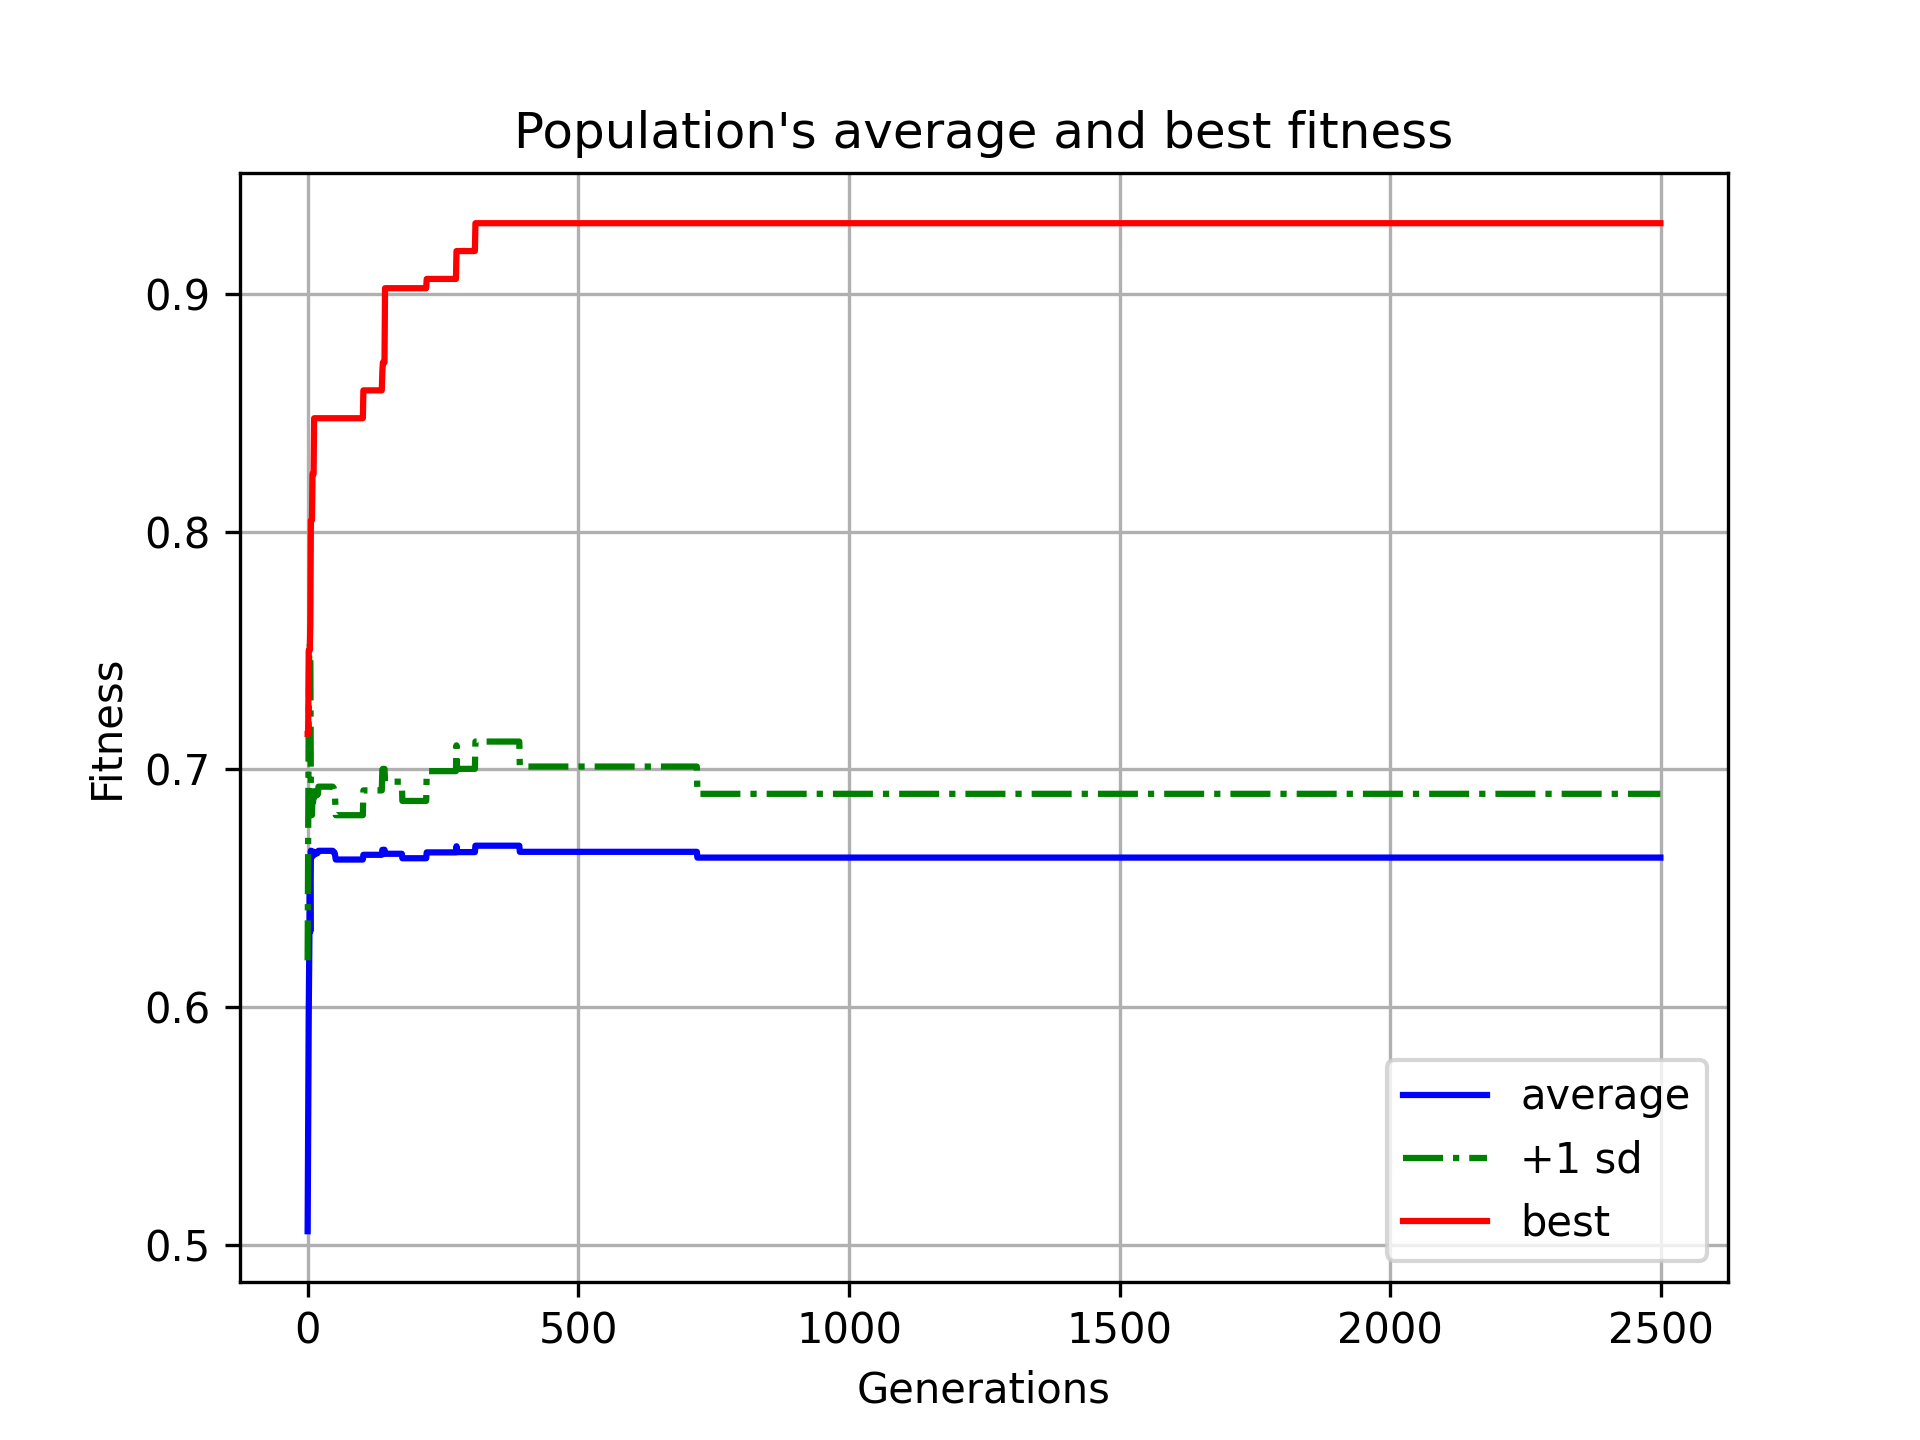 Population's average and best fitness
Fitness
0.9
0.8
0.7
0.6
0.5
0
500
1000
1500
2000
2500
Generations
average
+1 sd
best